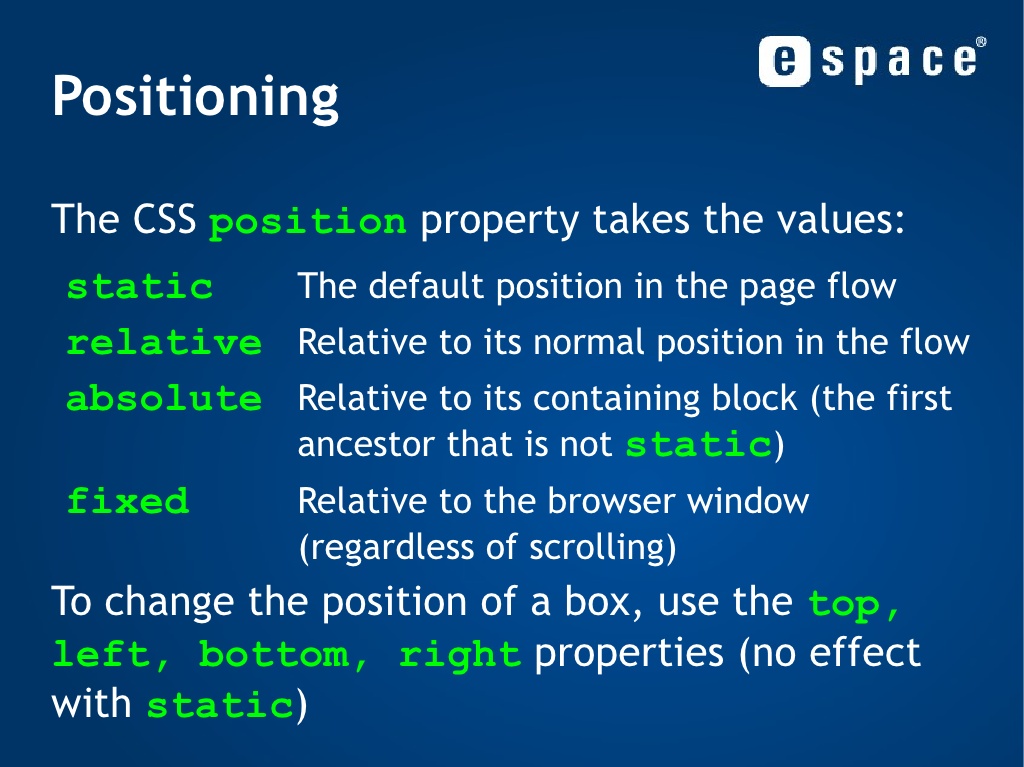 e space®
Positioning
The CSS position property takes the values:
static The default position in the page flow
relative Relative to its normal position in the flow
absolute Relative to its containing block (the first
ancestor that is not static)
fixed Relative to the browser window
(regardless of scrolling)
To change the position of a box, use the top,
left, bottom, right properties (no effect
with static)